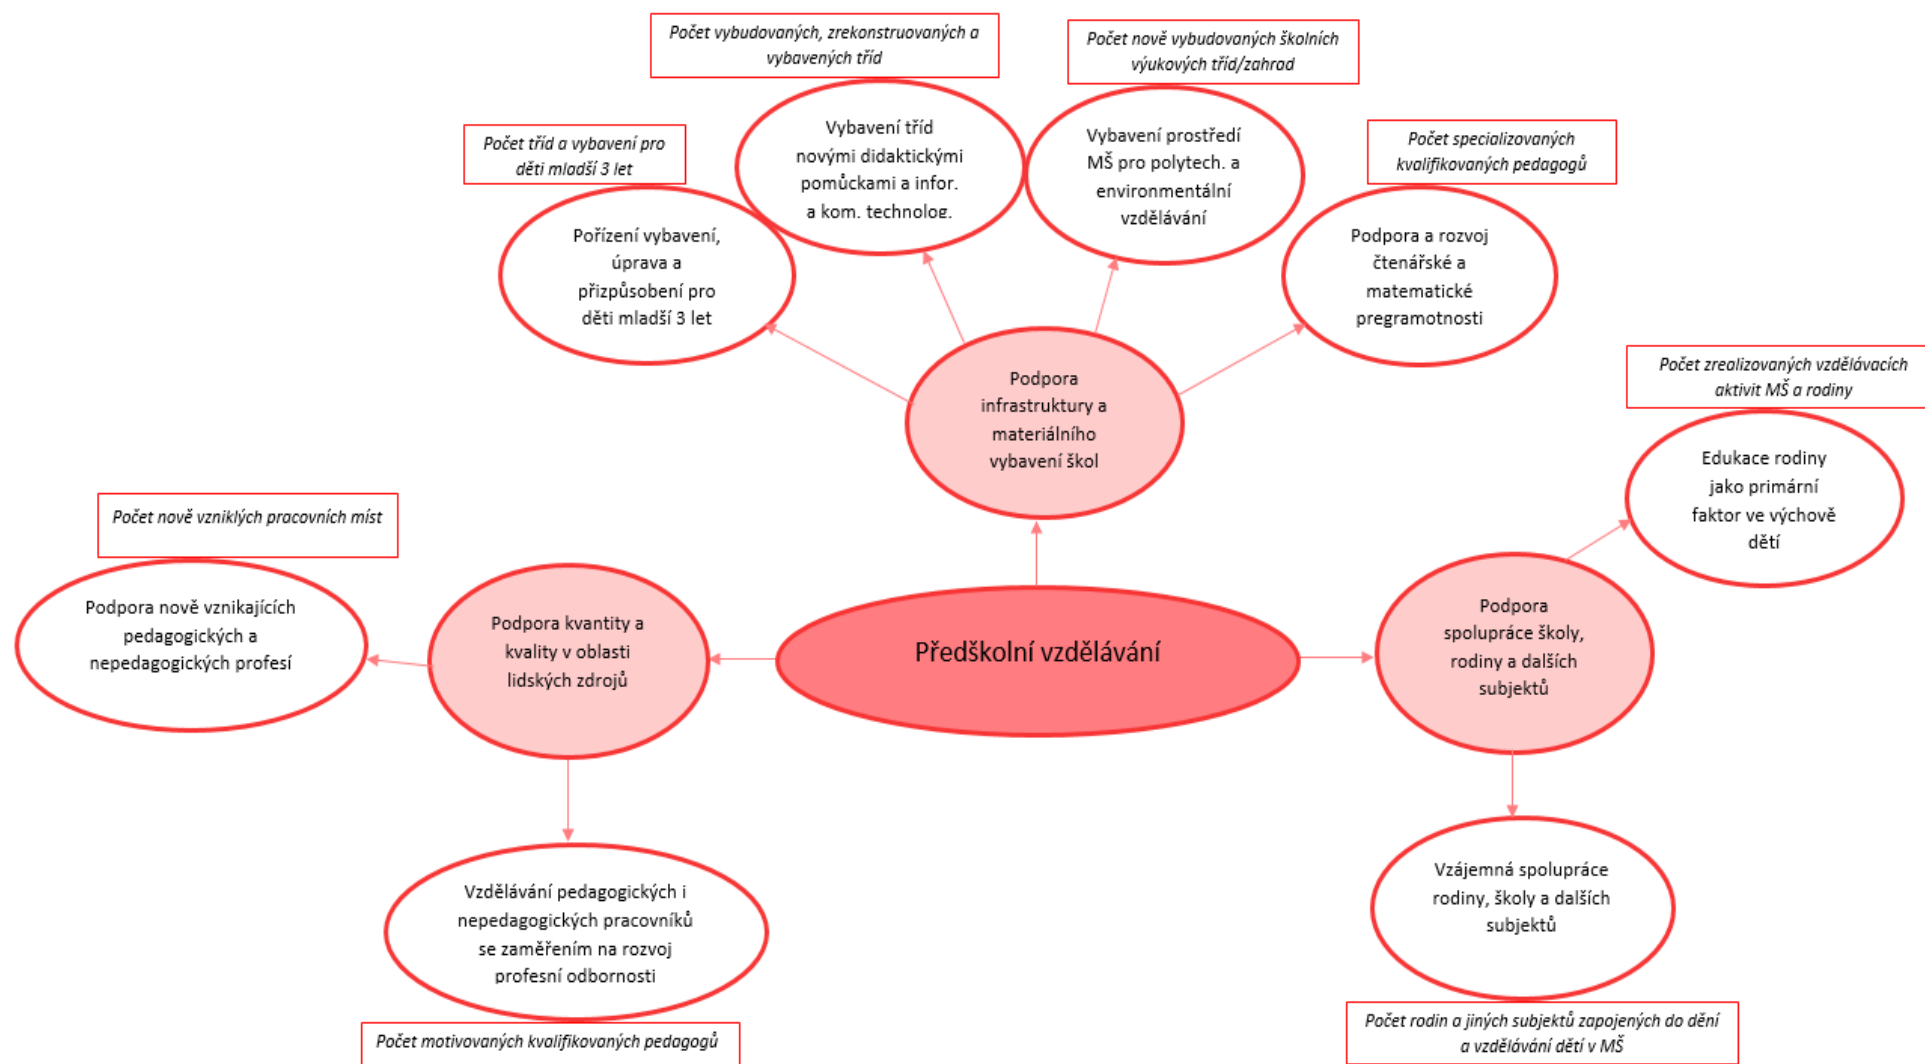 Počet vybudovaných, zrekonstruovaných a
vybavených tříd
Počet nově vybudovaných školních
výukových tříd/zahrad
Počet tříd a vybavení pro
děti mladší 3 let
Vybavení tříd
novými didaktickými
pomůckami a infor.
a kom. technolog.
Vybavení prostředí
MŠ pro polytech. a
environmentální
vzdělávání
Počet specializovaných
kvalifikovaných pedagogů
Pořízení vybavení,
úprava a
přizpůsobení pro
děti mladší 3 let
Podpora a rozvoj
čtenářské a
matematické
pregramotnosti
Podpora
infrastruktury a
materiálního
vybavení škol
Počet zrealizovaných vzdělávacích
aktivit MŠ a rodiny
Edukace rodiny
jako primární
faktor ve výchově
dětí
Počet nově vzniklých pracovních míst
Podpora nově vznikajících
pedagogických a
nepedagogických profesí
Podpora kvantity a
kvality v oblasti
lidských zdrojů
Předškolní vzdělávání
Podpora
spolupráce školy,
rodiny a dalších
subjektů
Vzdělávání pedagogických i
nepedagogických pracovníků
se zaměřením na rozvoj
profesní odbornosti
Počet motivovaných kvalifikovaných pedagogů
Vzájemná spolupráce
rodiny, školy a dalších
subjektů
Počet rodin a jiných subjektů zapojených do dění
a vzdělávání dětí v MŠ